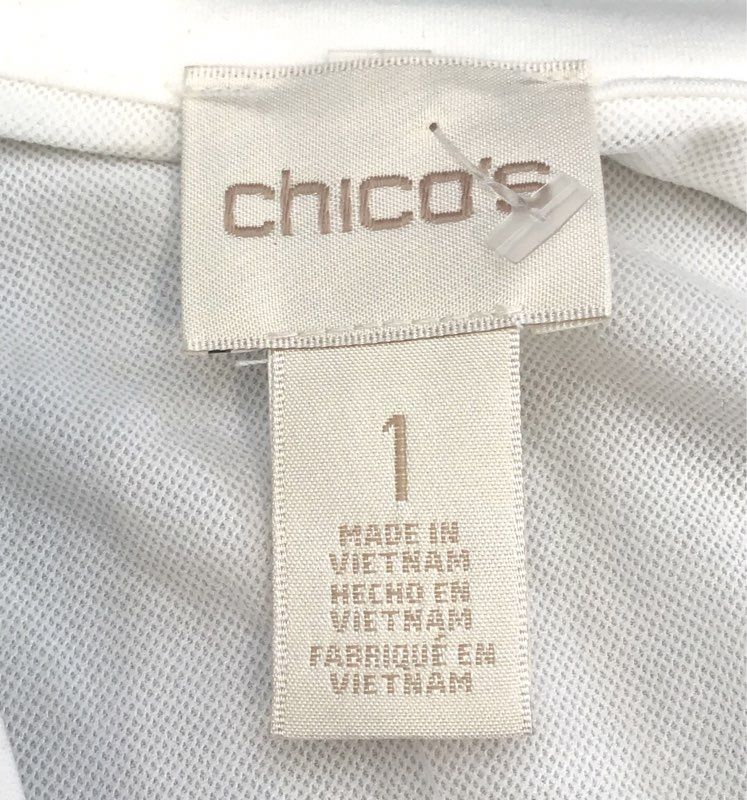 chico's
1
MADE IN
VIETNAM
HECHO EN
VIETNAM
FABRIQUÉ EN
VIETNAM